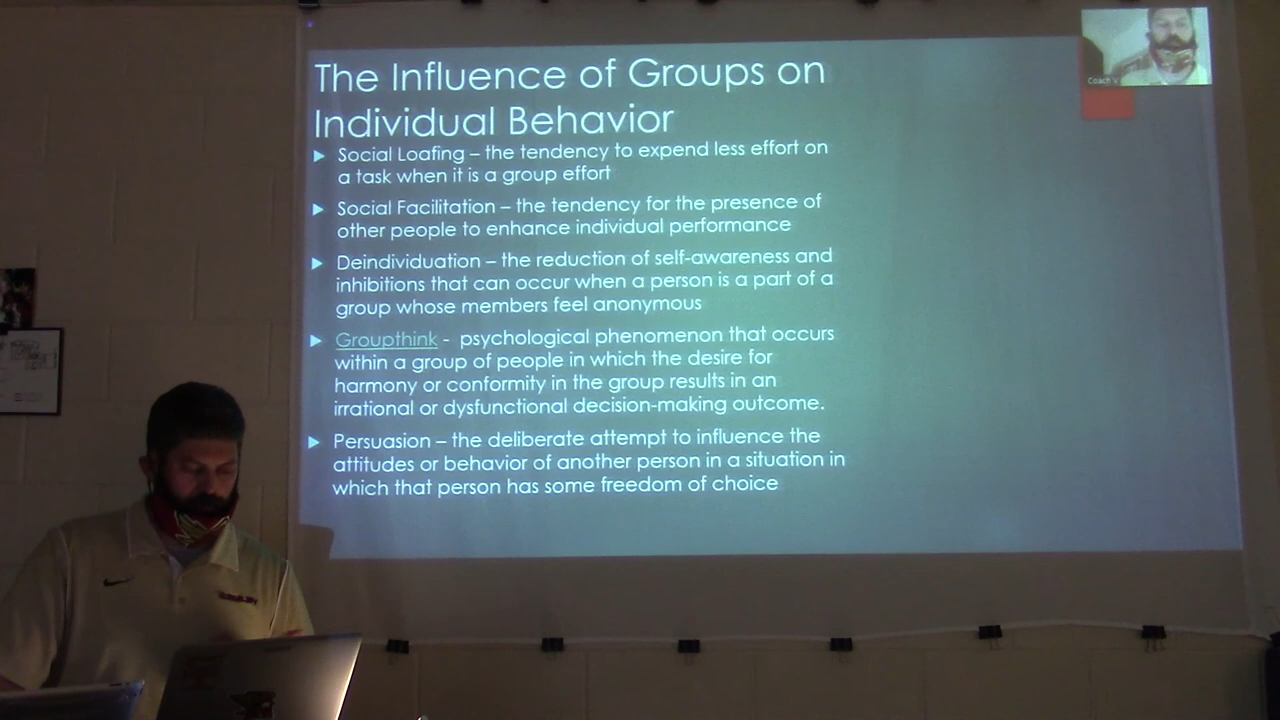 The Influence of Groups on
Individual Behavior
Social Loafing – the tendency to expend less effort on
a task when it is a group effort
Social Facilitation – the tendency for the presence of
other people to enhance individual performance
Deindividuation – the reduction of self-awareness and
inhibitions that can occur when a person is a part of a
group whose members feel anonymous
Groupthink - psychological phenomenon that occurs
within a group of people in which the desire for
harmony or conformity in the group results in an
irrational or dysfunctional decision-making outcome.
Persuasion – the deliberate attempt to influence the
attitudes or behavior of another person in a situation in
which that person has some freedom of choice
Coach V